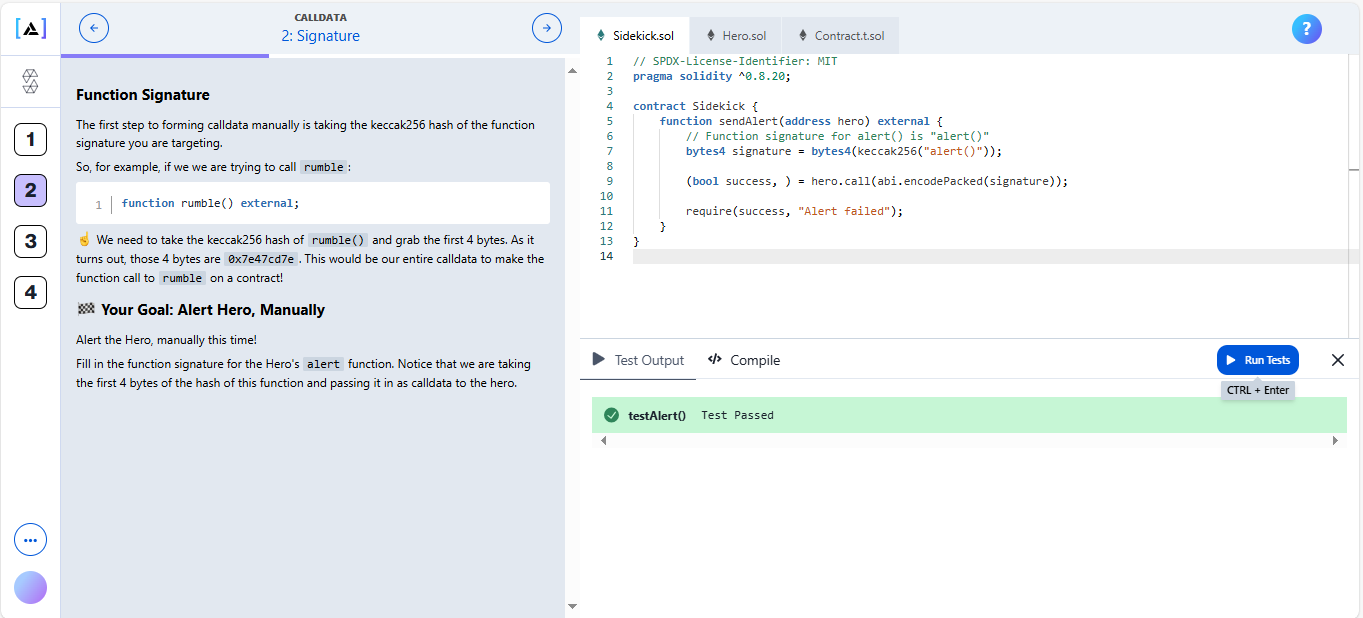 CALLDATA
2: Signature
1
2
3
4
Function Signature
The first step to forming calldata manually is taking the keccak256 hash of the function
signature you are targeting.
So, for example, if we we are trying to call rumble :
1 function rumble() external;
☝️ We need to take the keccak256 hash of rumble() and grab the first 4 bytes. As it
turns out, those 4 bytes are 0x7e47cd7e . This would be our entire calldata to make the
function call to rumble on a contract!
🏁 Your Goal: Alert Hero, Manually
Alert the Hero, manually this time!
Fill in the function signature for the Hero's alert function. Notice that we are taking
the first 4 bytes of the hash of this function and passing it in as calldata to the hero.
Sidekick.sol Hero.sol Contract.t.sol
?
1 // SPDX-License-Identifier: MIT
2 pragma solidity ^0.8.20;
3
4 contract Sidekick {
5     function sendAlert(address hero) external {
6         // Function signature for alert() is "alert()"
7         bytes4 signature = bytes4(keccak256("alert()"));
8
9         (bool success, ) = hero.call(abi.encodePacked(signature));
10
11         require(success, "Alert failed");
12     }
13 }
14
Test Output Compile Run Tests
CTRL + Enter
testAlert() Test Passed